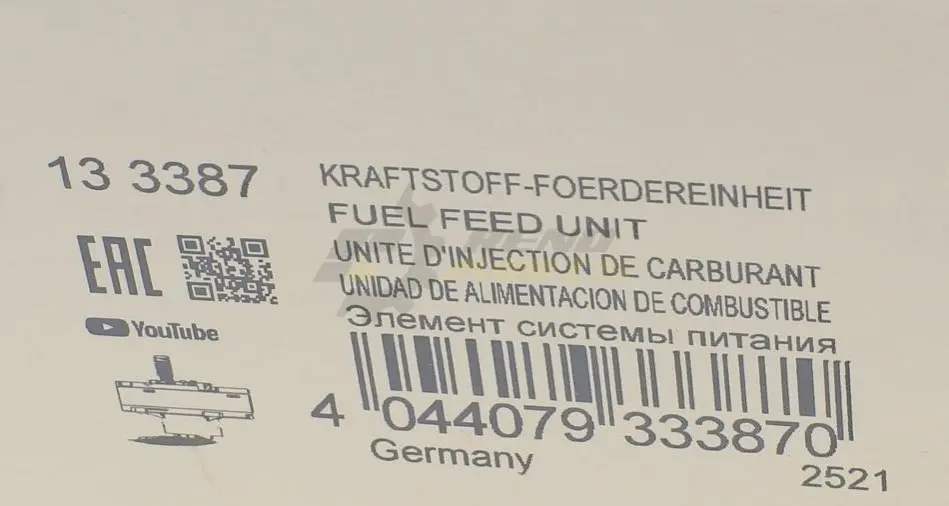 13 3387
KRAFTSTOFF-FOERDEREINHEIT
FUEL FEED UNIT
UNITE D'INJECTION DE CARBURANT
UNIDAD DE ALIMENTACION DE COMBUSTIBLE
Элемент системы питания
EAC
YouTube
4 044079 333870
Germany
2521